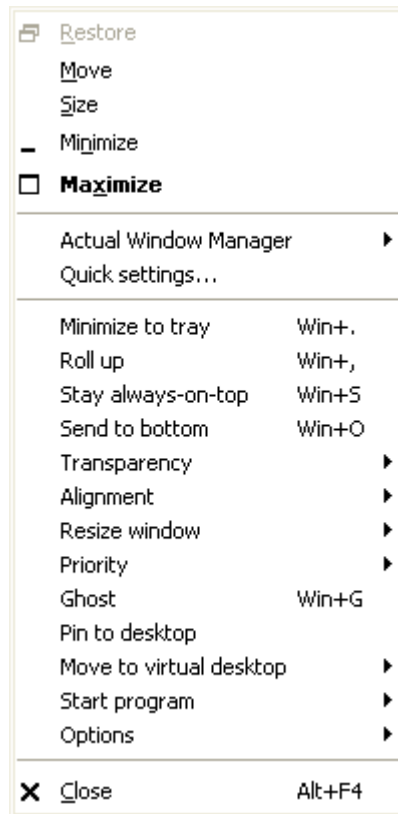 Restore
Move
Size
Minimize
Maximize
Actual Window Manager
Quick settings...
Minimize to tray Win+.
Roll up Win+,
Stay always-on-top Win+S
Send to bottom Win+O
Transparency
Alignment
Resize window
Priority
Ghost Win+G
Pin to desktop
Move to virtual desktop
Start program
Options
Close Alt+F4